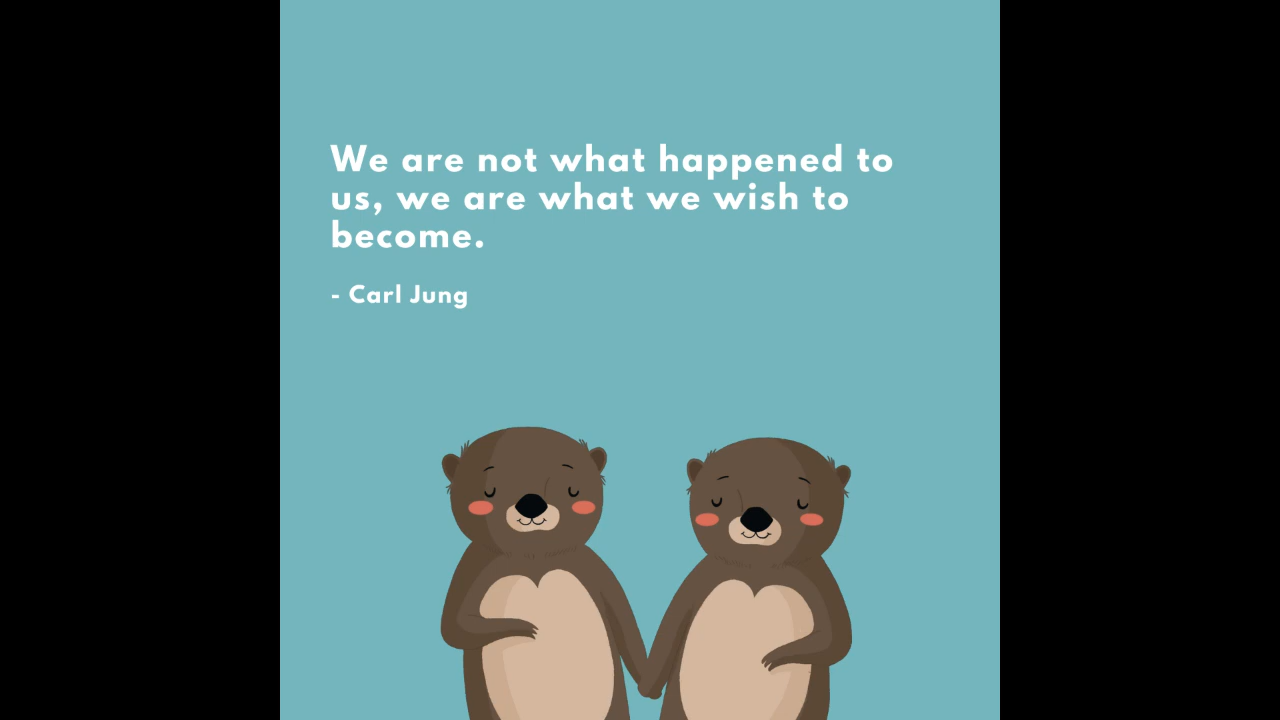 We are not what happened to
us, we are what we wish to
become.
- Carl Jung